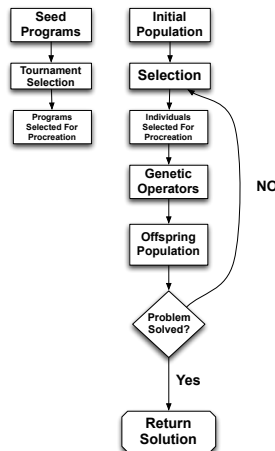 Seed
Programs
Tournament
Selection
Programs
Selected For
Procreation
Initial
Population
Selection
Individuals
Selected For
Procreation
Genetic
Operators
Offspring
Population
Problem
Solved?
NO
Yes
Return
Solution